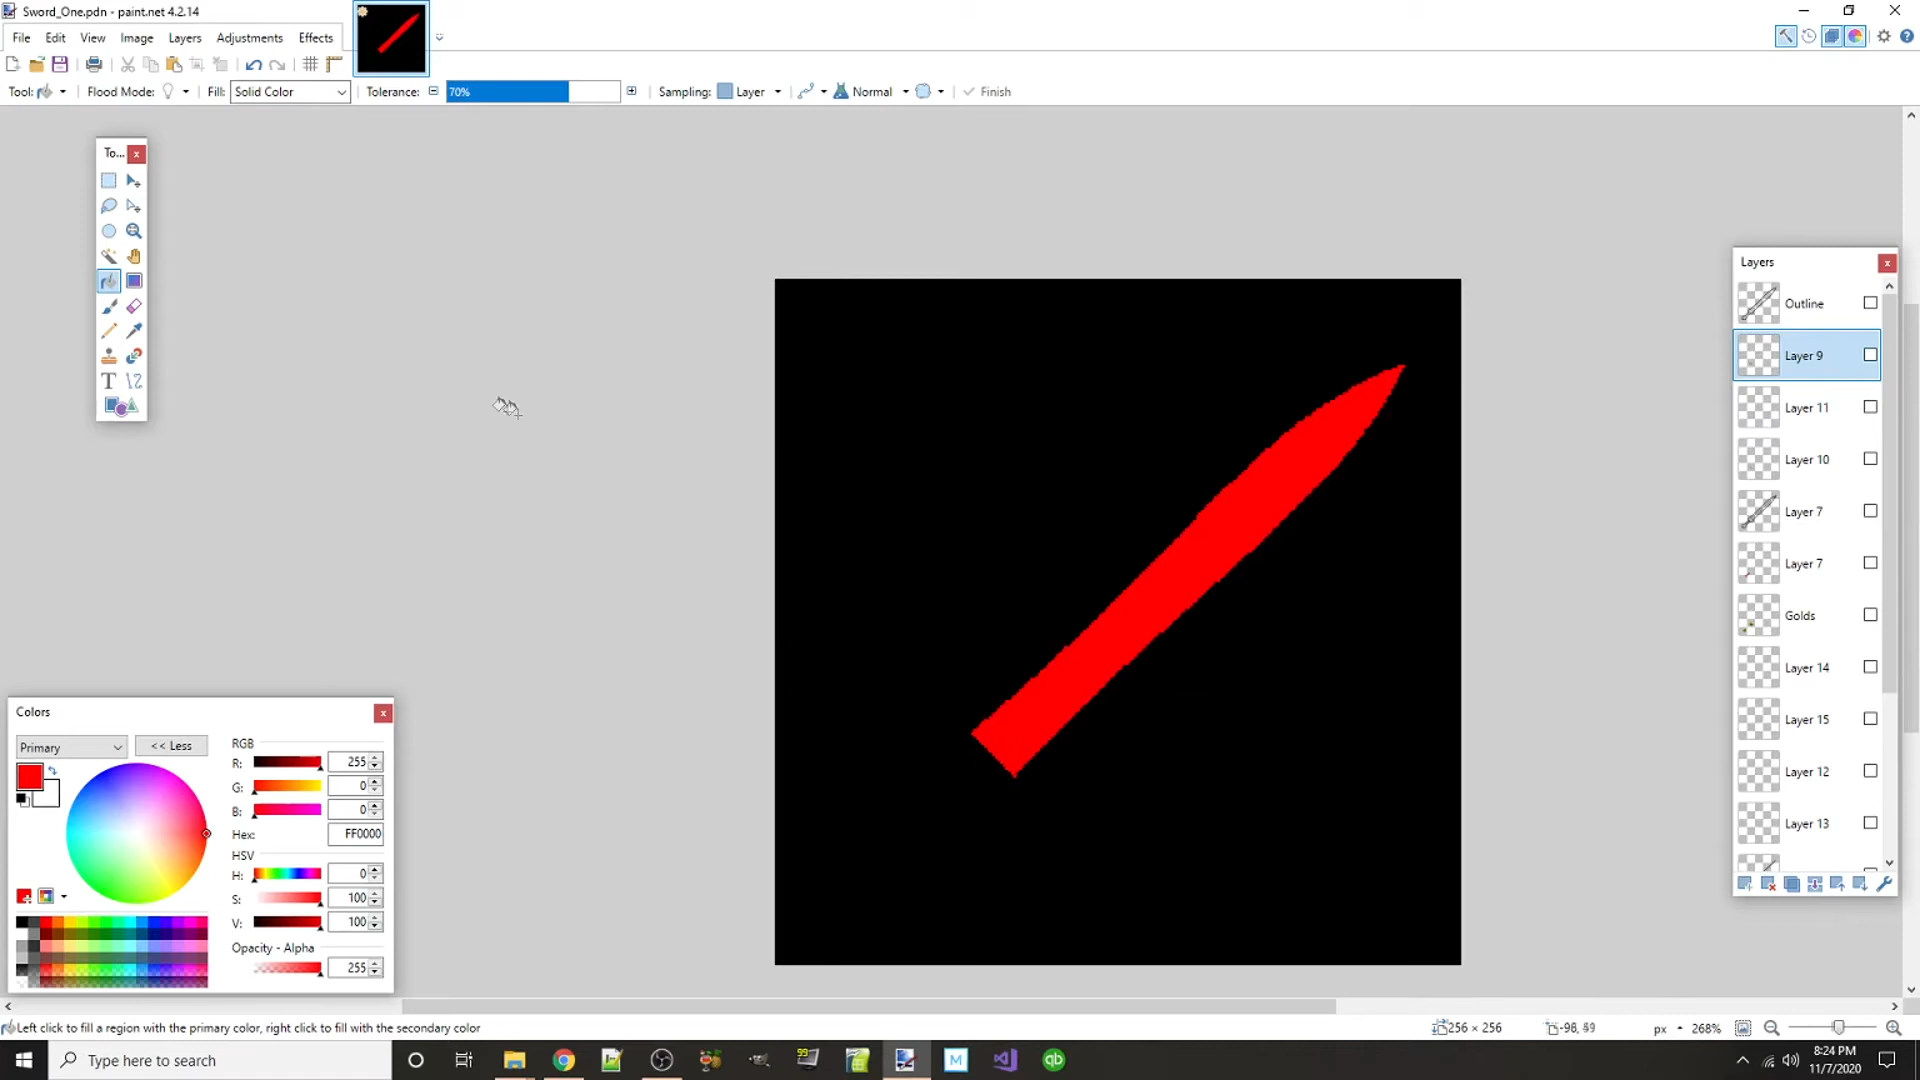 Sword_One.pdn - paint.net 4.2.14
File Edit View Image Layers Adjustments Effects
Tool: Flood Mode: Fill: Solid Color Tolerance: 70% Sampling: Layer Normal Finish
To...
Layers
Outline
Layer 9
Layer 11
Layer 10
Layer 7
Layer 7
Golds
Layer 14
Layer 15
Layer 12
Layer 13
Colors
Primary << Less
RGB
R: 255
G: 0
B: 0
Hex: FF0000
HSV
H: 0
S: 100
V: 100
Opacity - Alpha
255
Left click to fill a region with the primary color, right click to fill with the secondary color
256 × 256
px 268%
Type here to search
99
M
qb
8:24 PM
11/7/2020